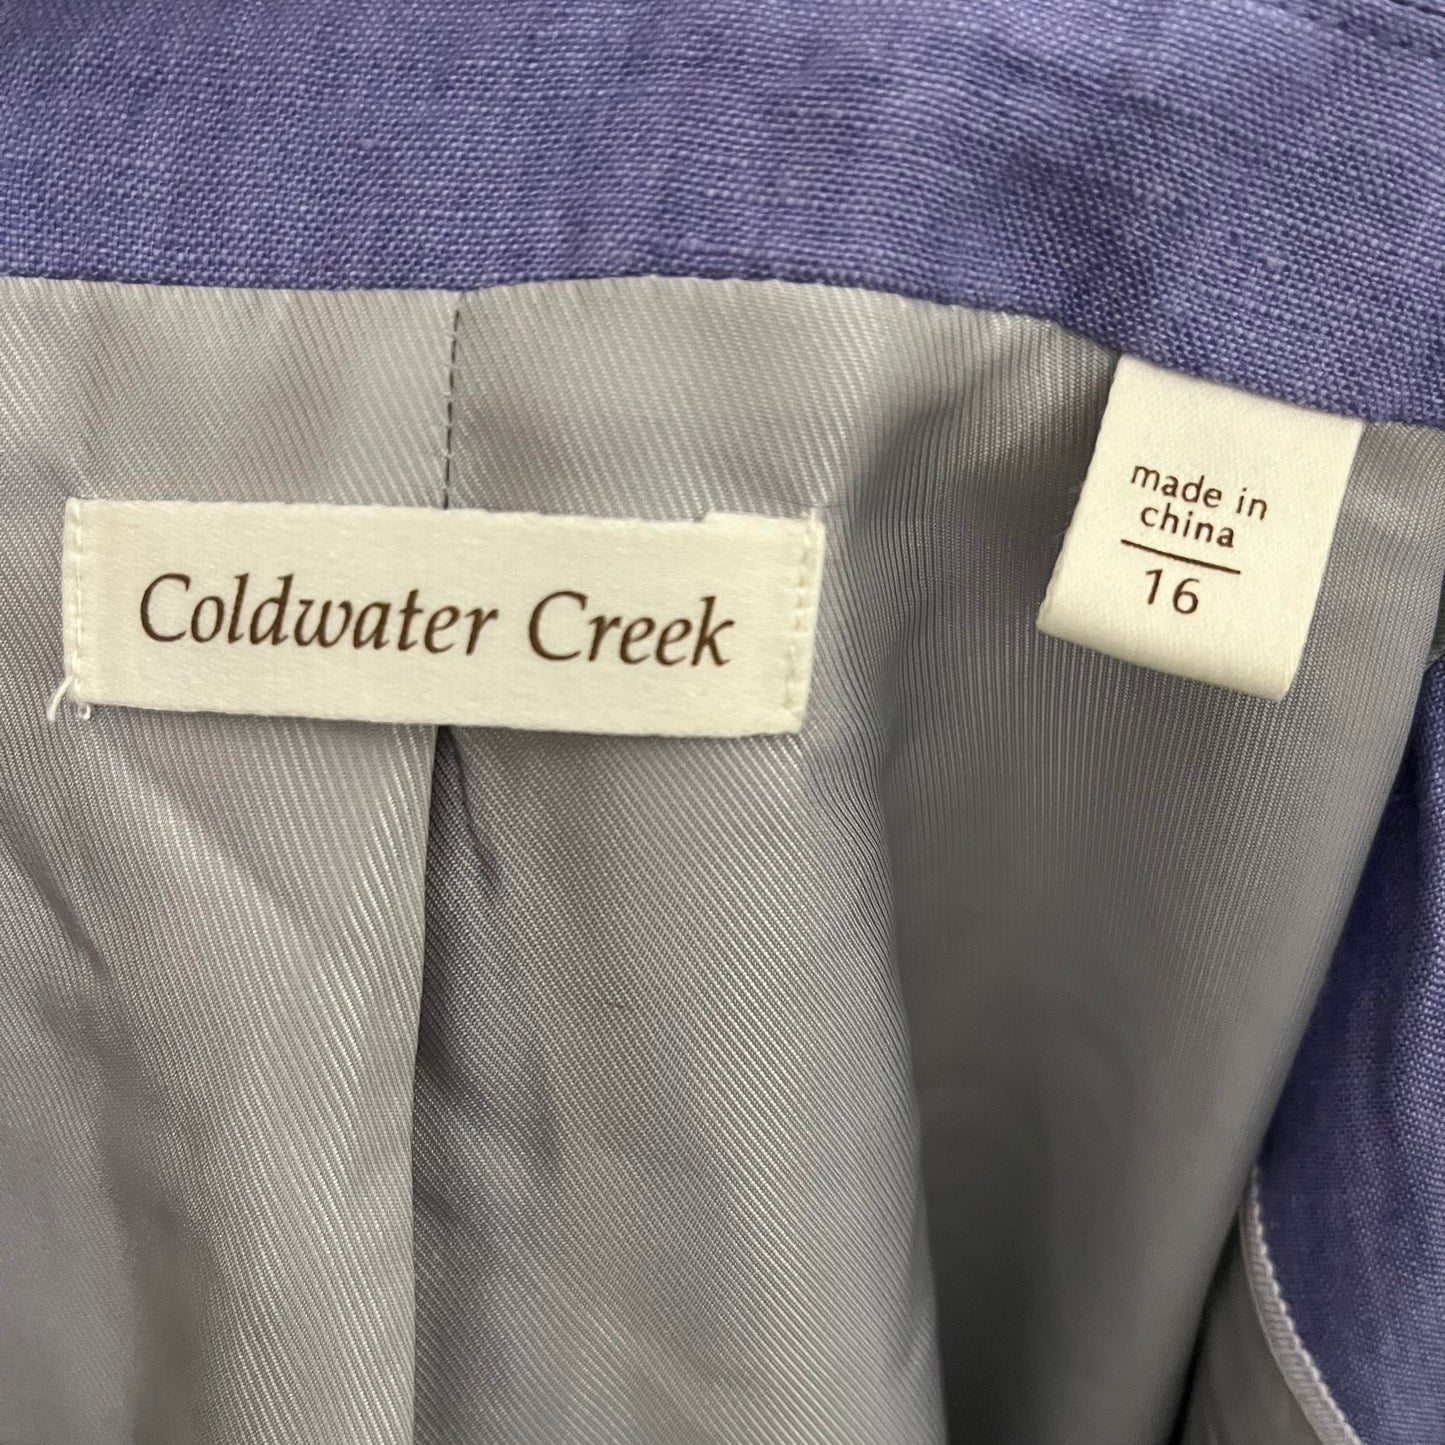 Coldwater Creek
made in
china
16